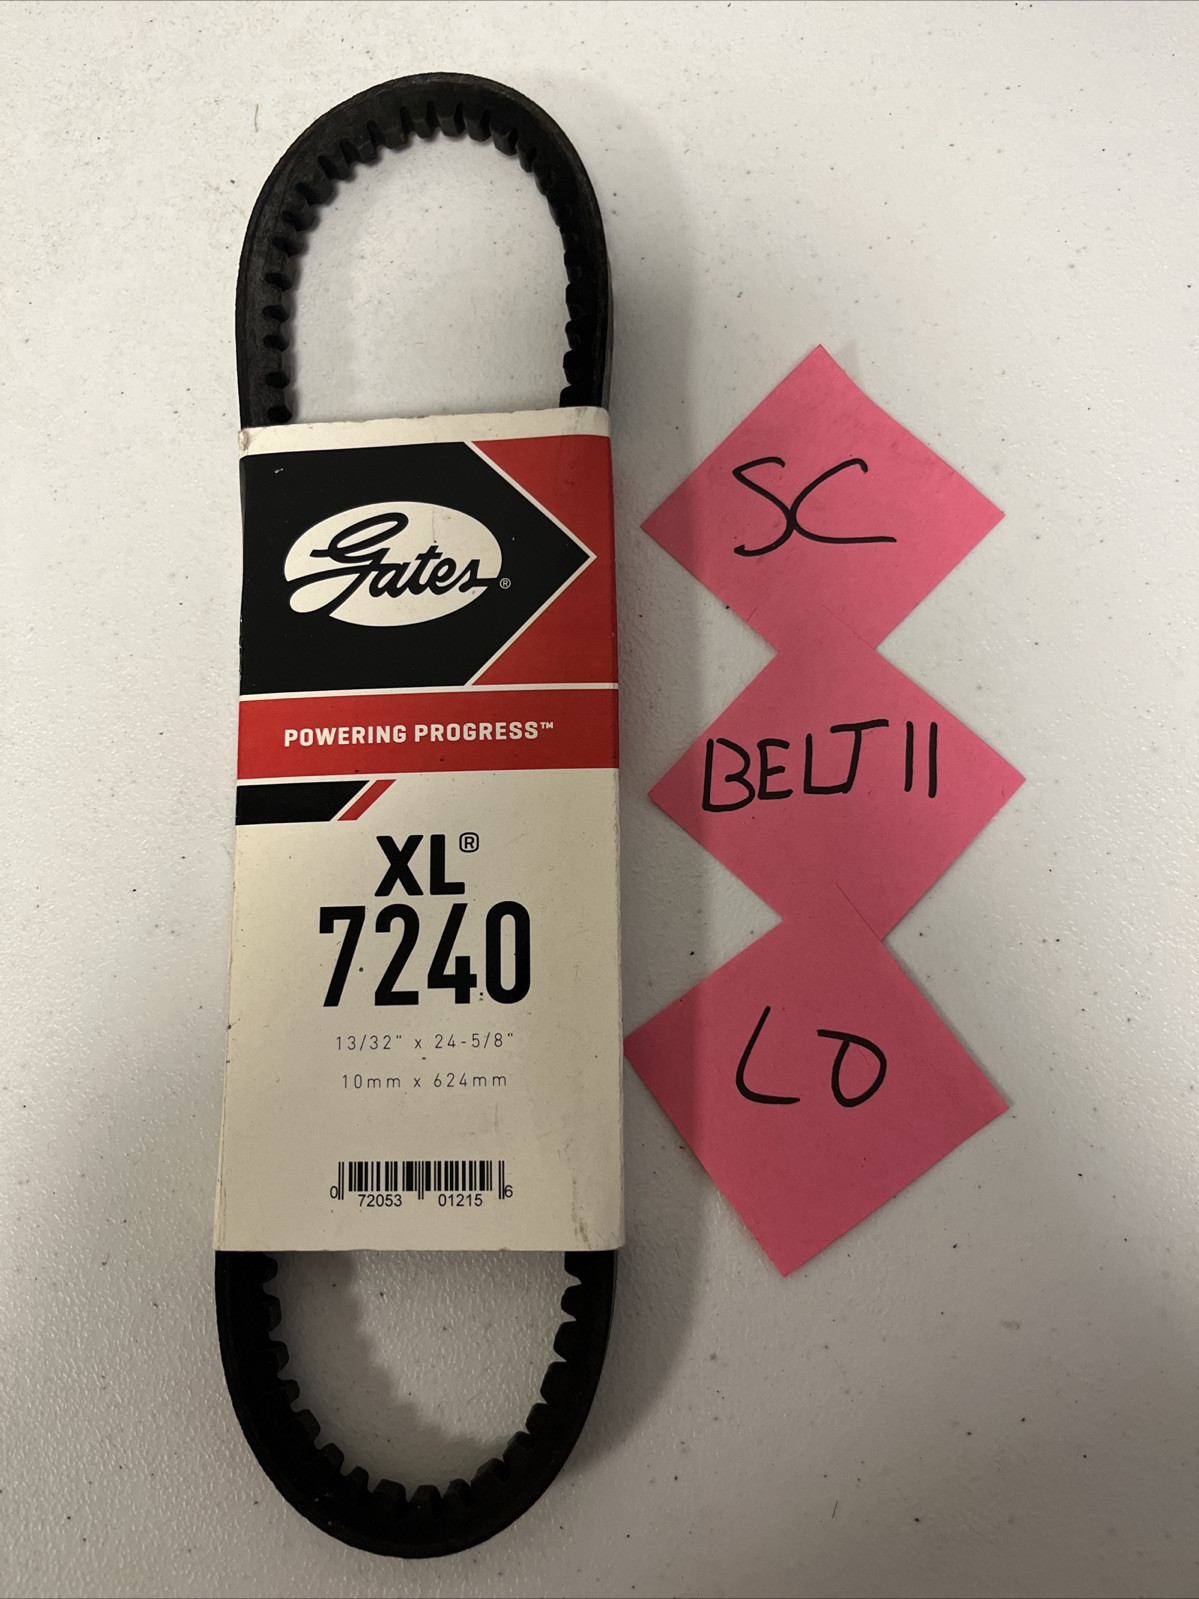 Gates®
POWERING PROGRESS™
XL®
7240
13/32" x 24-5/8"
10mm x 624mm
0 72053 01215 6
SC
BELT 11
LO